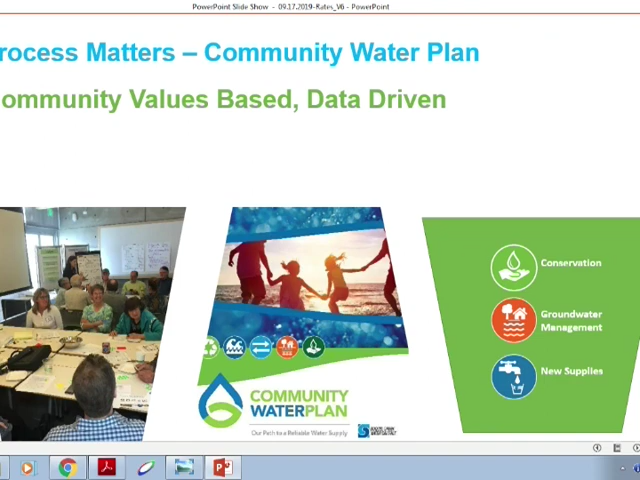 PowerPoint Slide Show - 09.17.2019-Rates_V6 - PowerPoint
rocess Matters – Community Water Plan
ommunity Values Based, Data Driven
Conservation
Groundwater
Management
New Supplies
COMMUNITY
WATERPLAN
Our Path to a Reliable Water Supply